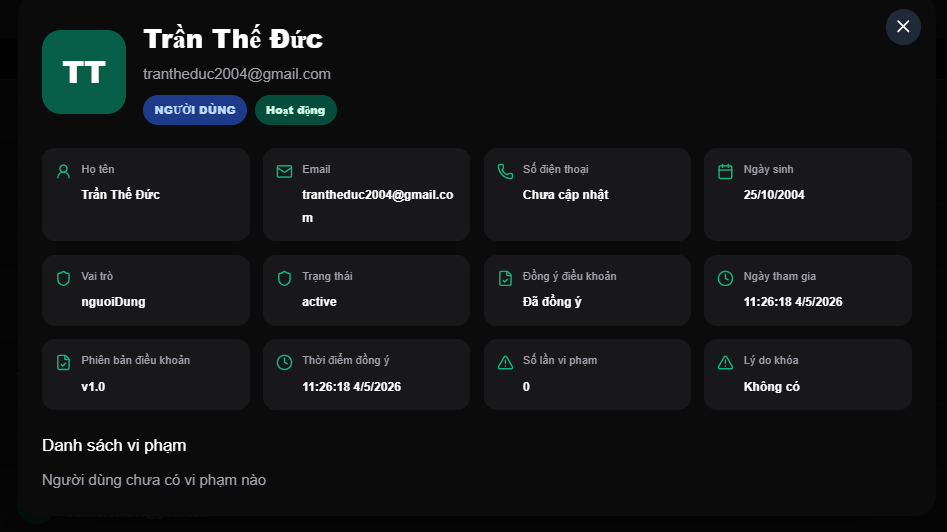 Trần Thế Đức
TT
trantheduc2004@gmail.com
NGƯỜI DÙNG
Hoạt động
Họ tên
Trần Thế Đức
Email
trantheduc2004@gmail.co
m
Số điện thoại
Chưa cập nhật
Ngày sinh
25/10/2004
Vai trò
nguoiDung
Trạng thái
active
Đồng ý điều khoản
Đã đồng ý
Ngày tham gia
11:26:18 4/5/2026
Phiên bản điều khoản
v1.0
Thời điểm đồng ý
11:26:18 4/5/2026
Số lần vi phạm
0
Lý do khóa
Không có
Danh sách vi phạm
Người dùng chưa có vi phạm nào